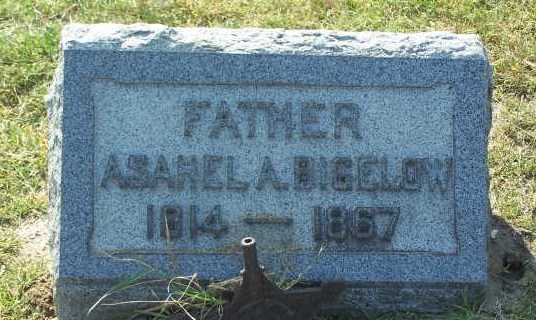 FATHER
ASAHEL A. BIGELOW
1814 — 1867